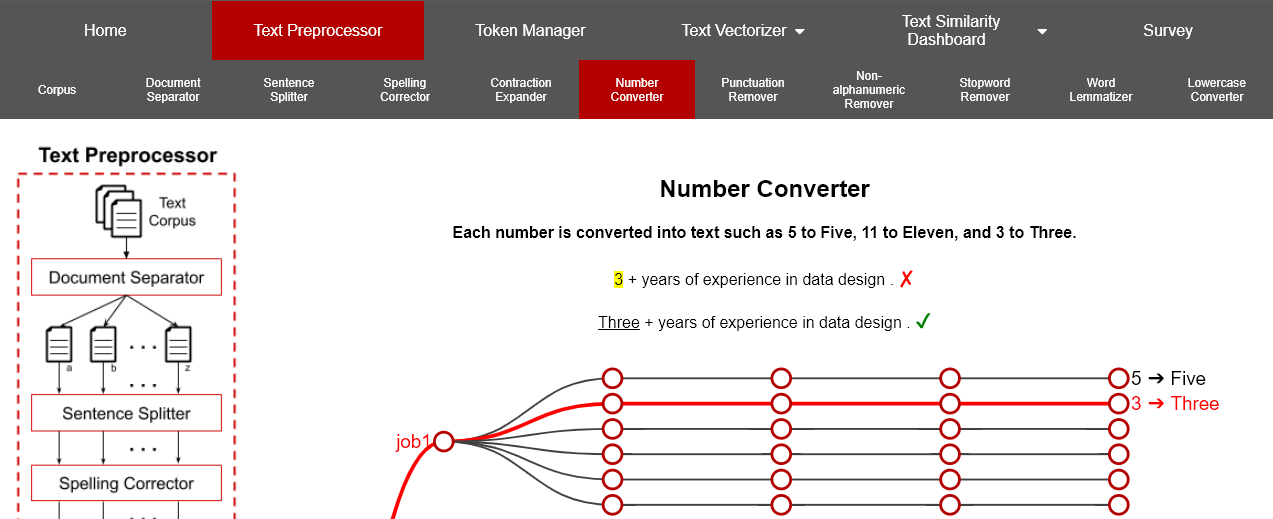 Home
Text Preprocessor
Token Manager
Text Vectorizer
Text Similarity
Dashboard
Survey
Corpus
Document
Separator
Sentence
Splitter
Spelling
Corrector
Contraction
Expander
Number
Converter
Punctuation
Remover
Non-
alphanumeric
Remover
Stopword
Remover
Word
Lemmatizer
Lowercase
Converter
Text Preprocessor
Text
Corpus
Document Separator
a b z
Sentence Splitter
Spelling Corrector
Number Converter
Each number is converted into text such as 5 to Five, 11 to Eleven, and 3 to Three.
3 + years of experience in data design . ✗
Three + years of experience in data design . ✓
5 ➔ Five
3 ➔ Three
job1